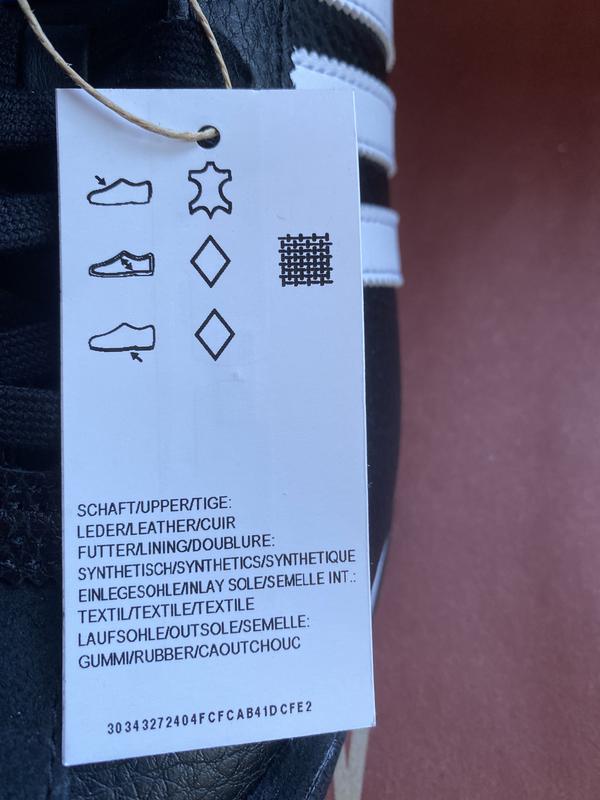 SCHAFT/UPPER/TIGE:
LEDER/LEATHER/CUIR
FUTTER/LINING/DOUBLURE:
SYNTHETISCH/SYNTHETICS/SYNTHETIQUE
EINLEGESOHLE/INLAY SOLE/SEMELLE INT.:
TEXTIL/TEXTILE/TEXTILE
LAUFSOHLE/OUTSOLE/SEMELLE:
GUMMI/RUBBER/CAOUTCHOUC
30343272404FCFCAB41DCFE2